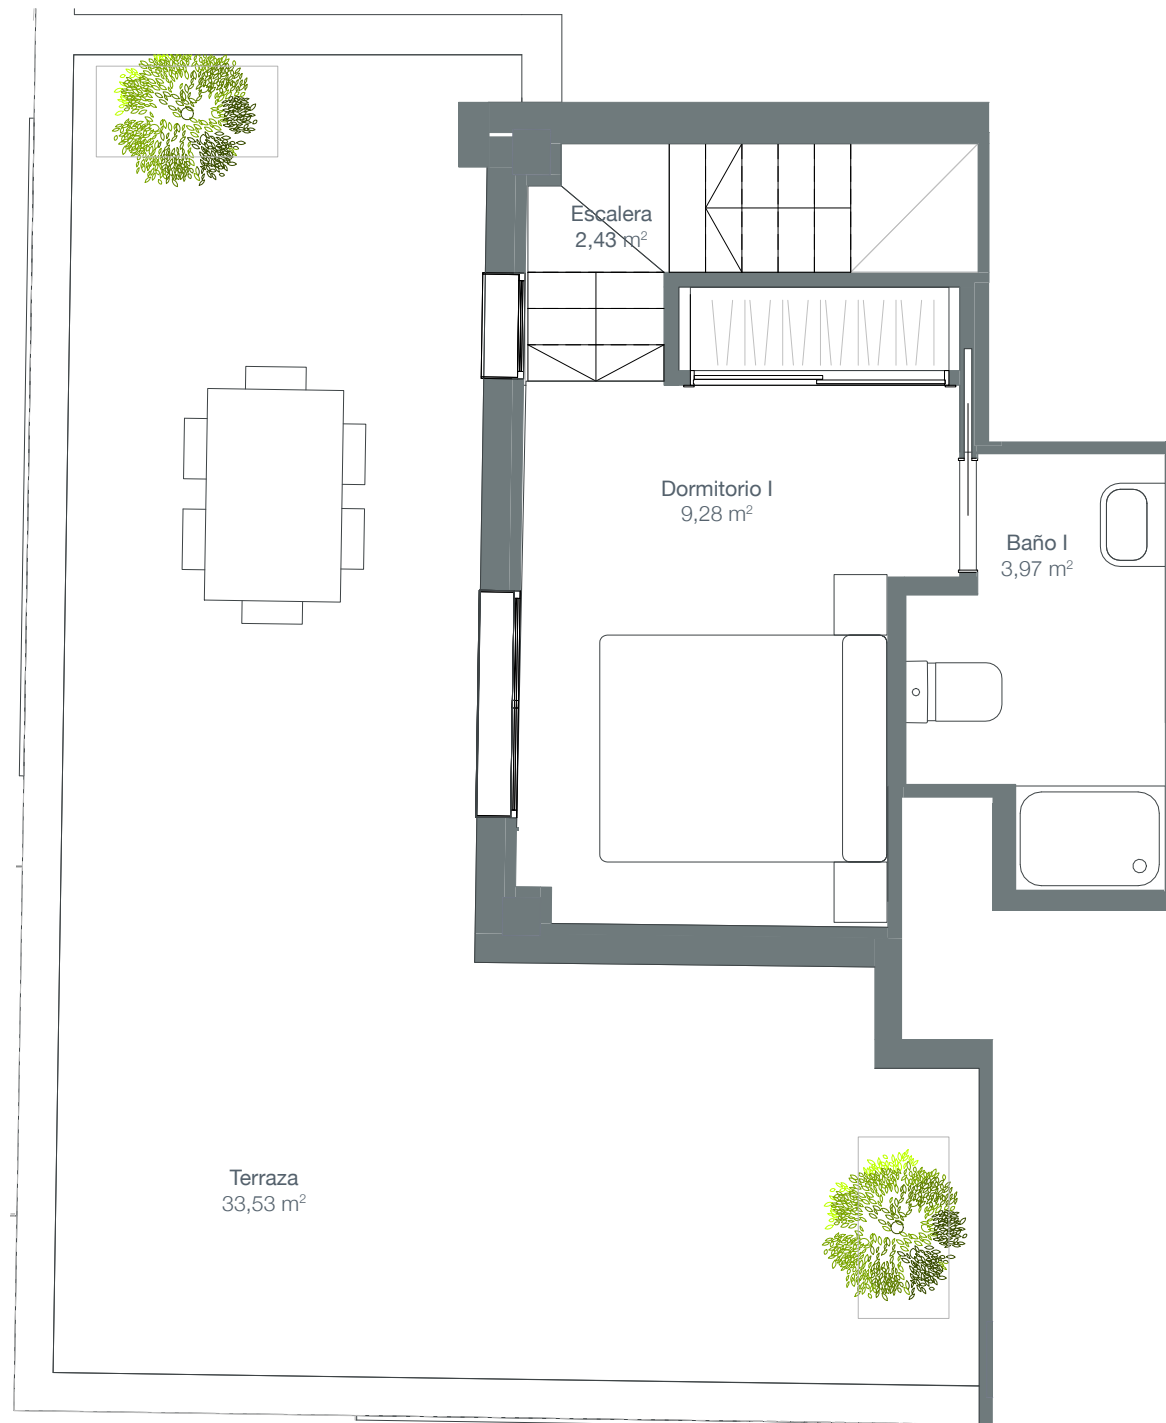 Escalera
2,43 m²
Dormitorio I
9,28 m²
Baño I
3,97 m²
Terraza
33,53 m²